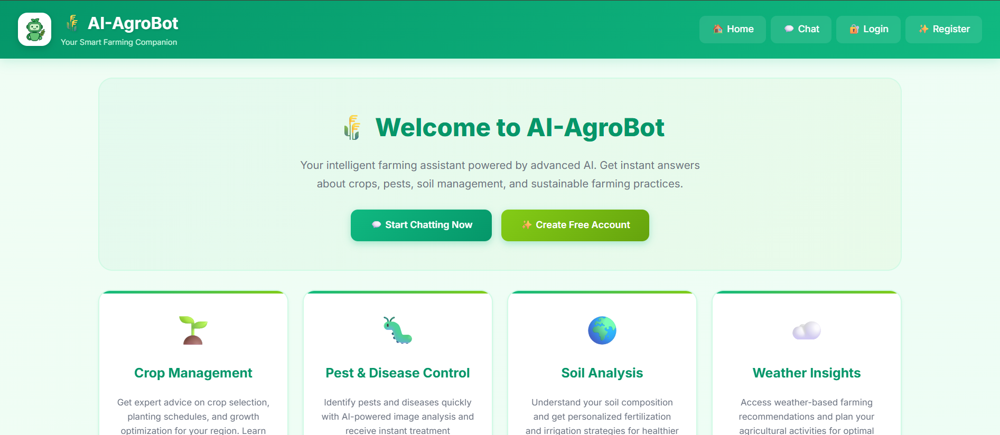 AI-AgroBot
Your Smart Farming Companion
Home
Chat
Login
Register
Welcome to AI-AgroBot
Your intelligent farming assistant powered by advanced AI. Get instant answers
about crops, pests, soil management, and sustainable farming practices.
Start Chatting Now
Create Free Account
Crop Management
Get expert advice on crop selection,
planting schedules, and growth
optimization for your region. Learn
Pest & Disease Control
Identify pests and diseases quickly
with AI-powered image analysis and
receive instant treatment
Soil Analysis
Understand your soil composition
and get personalized fertilization
and irrigation strategies for healthier
Weather Insights
Access weather-based farming
recommendations and plan your
agricultural activities for optimal